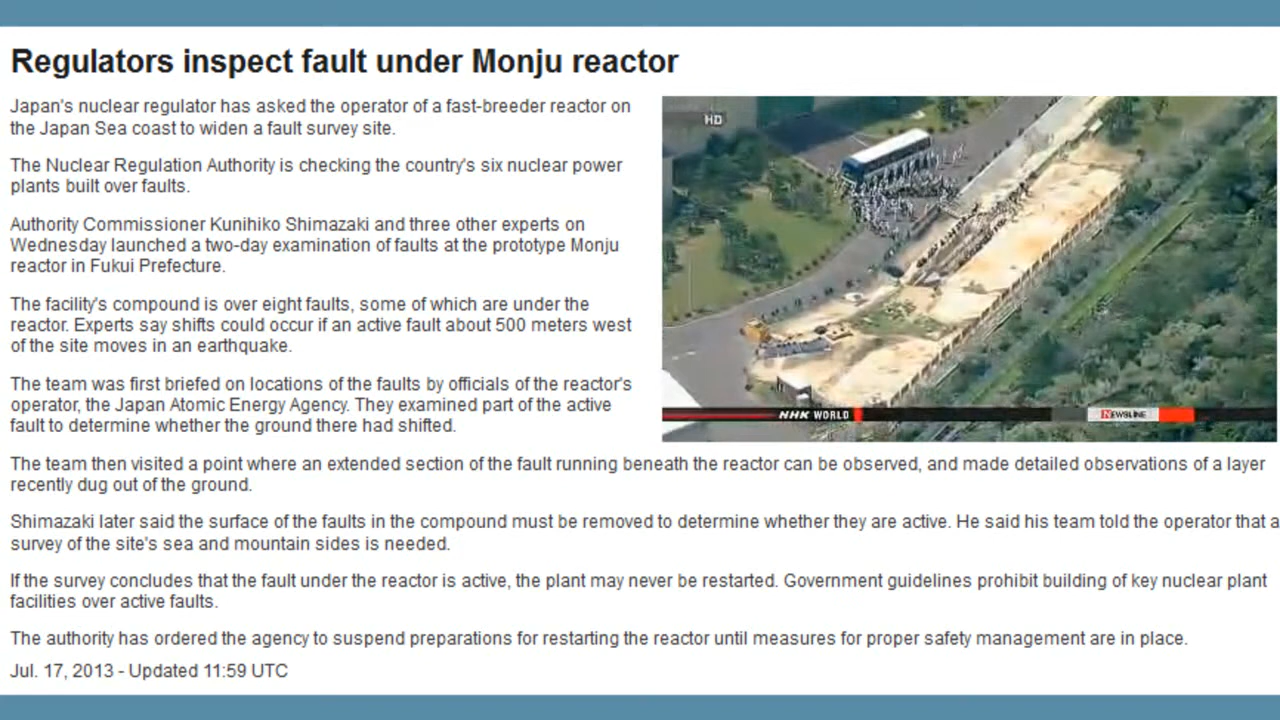 Regulators inspect fault under Monju reactor
Japan's nuclear regulator has asked the operator of a fast-breeder reactor on
the Japan Sea coast to widen a fault survey site.
The Nuclear Regulation Authority is checking the country's six nuclear power
plants built over faults.
Authority Commissioner Kunihiko Shimazaki and three other experts on
Wednesday launched a two-day examination of faults at the prototype Monju
reactor in Fukui Prefecture.
The facility's compound is over eight faults, some of which are under the
reactor. Experts say shifts could occur if an active fault about 500 meters west
of the site moves in an earthquake.
The team was first briefed on locations of the faults by officials of the reactor's
operator, the Japan Atomic Energy Agency. They examined part of the active
fault to determine whether the ground there had shifted.
HD
NHK WORLD
NEWSLINE
The team then visited a point where an extended section of the fault running beneath the reactor can be observed, and made detailed observations of a layer
recently dug out of the ground.
Shimazaki later said the surface of the faults in the compound must be removed to determine whether they are active. He said his team told the operator that a
survey of the site's sea and mountain sides is needed.
If the survey concludes that the fault under the reactor is active, the plant may never be restarted. Government guidelines prohibit building of key nuclear plant
facilities over active faults.
The authority has ordered the agency to suspend preparations for restarting the reactor until measures for proper safety management are in place.
Jul. 17, 2013 - Updated 11:59 UTC